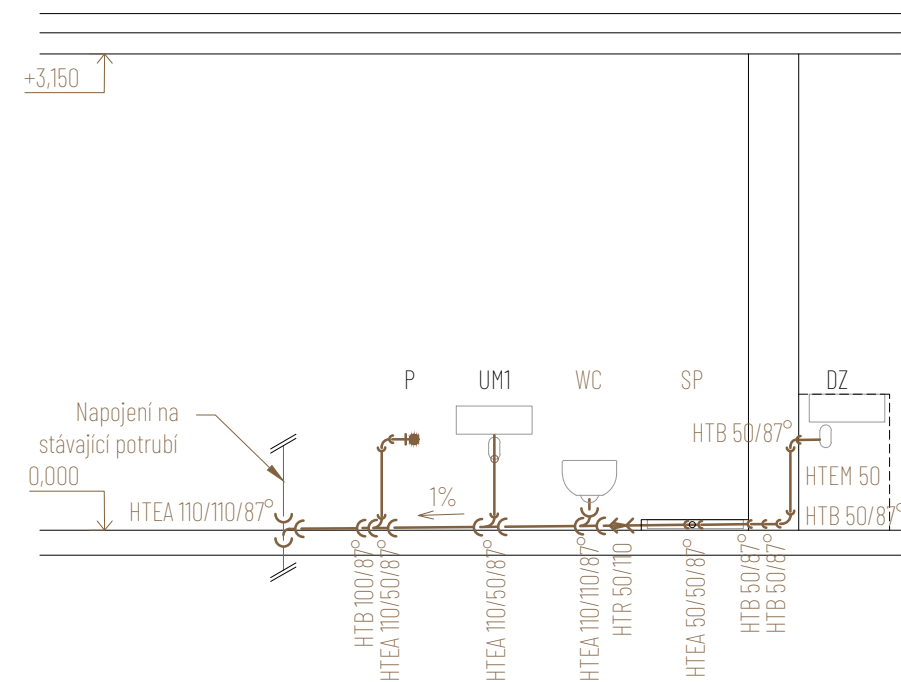 +3,150
P
UM1
WC
SP
DZ
Napojení na
stávající potrubí
HTB 50/87°
HTEM 50
0,000
1%
HTEA 110/110/87°
HTB 50/87°
HTB 100/87°
HTEA 110/50/87°
HTEA 110/50/87°
HTEA 110/110/87°
HTR 50/110
HTEA 50/50/87°
HTB 50/87°
HTB 50/87°